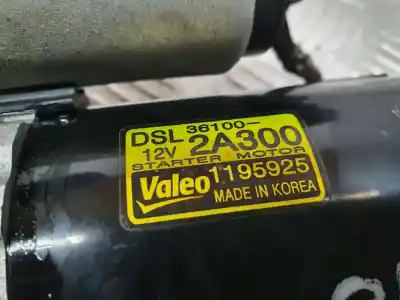 DSL 36100-
12V 2A300
STARTER MOTOR
Valeo 1195925
MADE IN KOREA